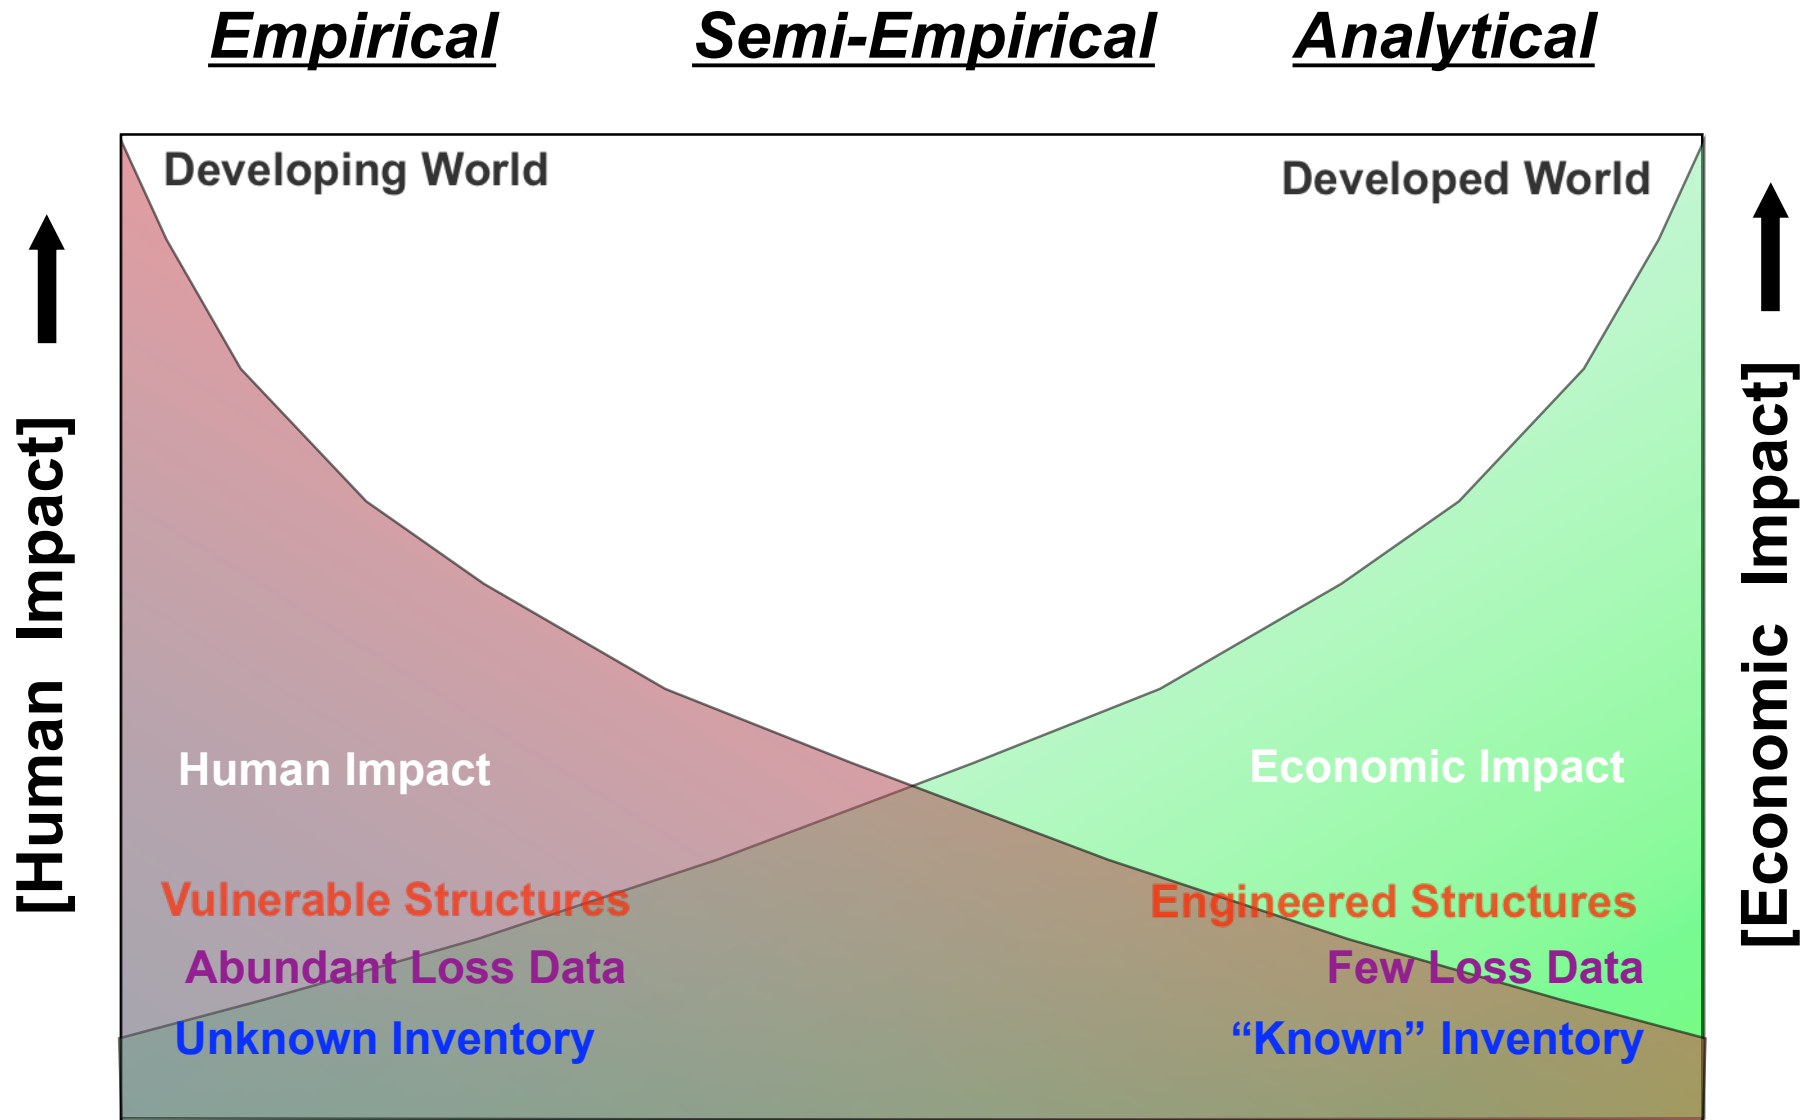 Empirical Semi-Empirical Analytical
Developing World
Developed World
[Human Impact]
[Economic Impact]
Human Impact
Economic Impact
Vulnerable Structures
Engineered Structures
Abundant Loss Data
Few Loss Data
Unknown Inventory
“Known” Inventory